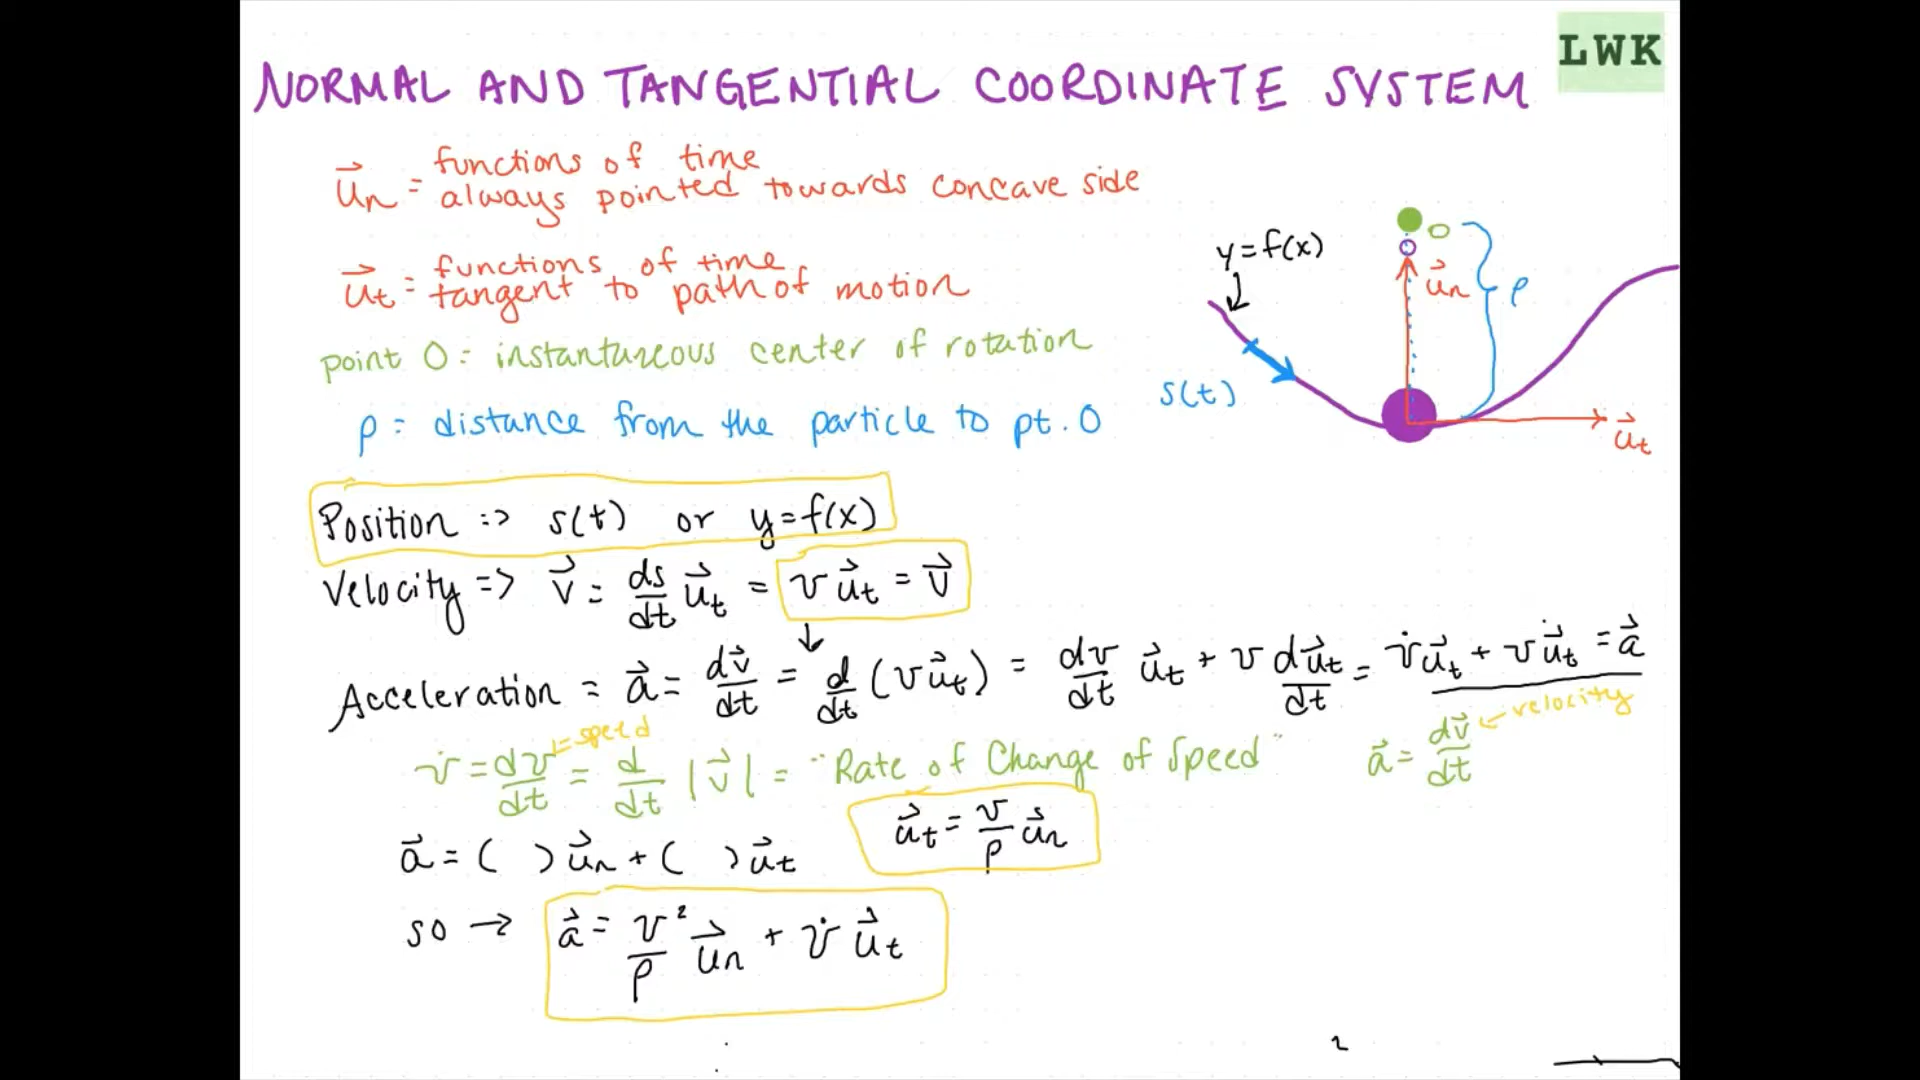 LWK
NORMAL AND TANGENTIAL COORDINATE SYSTEM
u⃗n = functions of time
always pointed towards concave side
u⃗t = functions of time
tangent to path of motion
point O = instantaneous center of rotation
ρ = distance from the particle to pt. O
y=f(x)
O
u⃗n
ρ
s(t)
u⃗t
Position => s(t) or y=f(x)
Velocity => v⃗ = ds/dt u⃗t = v u⃗t = v⃗
Acceleration = a⃗ = dv⃗/dt = d/dt (v u⃗t) = dv/dt u⃗t + v du⃗t/dt = v̇ u⃗t + v u⃗̇t = a⃗
v̇ = dv/dt = d/dt |v⃗| = "Rate of Change of Speed"
<= speed
a⃗ = dv⃗/dt
← velocity
a⃗ = ( ) u⃗n + ( ) u⃗t
u⃗̇t = v/ρ u⃗n
so → a⃗ = v²/ρ u⃗n + v̇ u⃗t